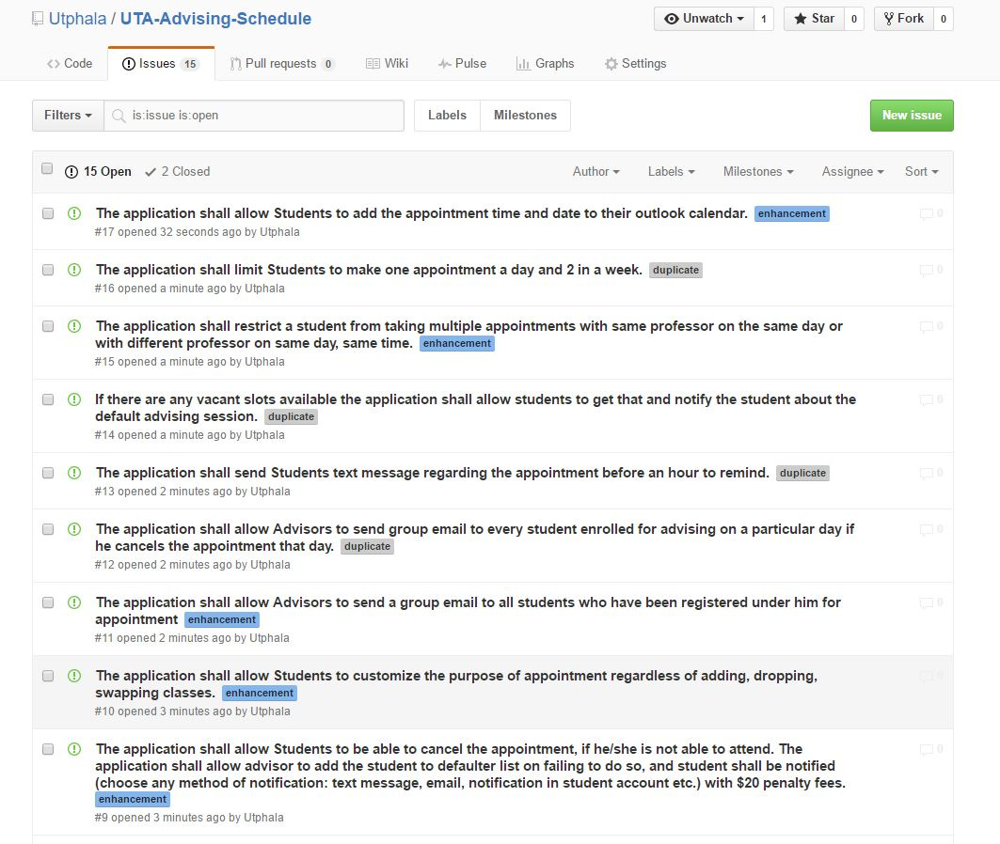 Utphala / UTA-Advising-Schedule
Unwatch 1 Star 0 Fork 0
Code Issues 15 Pull requests 0 Wiki Pulse Graphs Settings
Filters is:issue is:open Labels Milestones New issue
15 Open 2 Closed Author Labels Milestones Assignee Sort
The application shall allow Students to add the appointment time and date to their outlook calendar. enhancement 0
#17 opened 32 seconds ago by Utphala
The application shall limit Students to make one appointment a day and 2 in a week. duplicate 0
#16 opened a minute ago by Utphala
The application shall restrict a student from taking multiple appointments with same professor on the same day or 0
with different professor on same day, same time. enhancement
#15 opened a minute ago by Utphala
If there are any vacant slots available the application shall allow students to get that and notify the student about the 0
default advising session. duplicate
#14 opened a minute ago by Utphala
The application shall send Students text message regarding the appointment before an hour to remind. duplicate 0
#13 opened 2 minutes ago by Utphala
The application shall allow Advisors to send group email to every student enrolled for advising on a particular day if 0
he cancels the appointment that day. duplicate
#12 opened 2 minutes ago by Utphala
The application shall allow Advisors to send a group email to all students who have been registered under him for 0
appointment enhancement
#11 opened 2 minutes ago by Utphala
The application shall allow Students to customize the purpose of appointment regardless of adding, dropping, 0
swapping classes. enhancement
#10 opened 3 minutes ago by Utphala
The application shall allow Students to be able to cancel the appointment, if he/she is not able to attend. The 0
application shall allow advisor to add the student to defaulter list on failing to do so, and student shall be notified
(choose any method of notification: text message, email, notification in student account etc.) with $20 penalty fees.
enhancement
#9 opened 3 minutes ago by Utphala